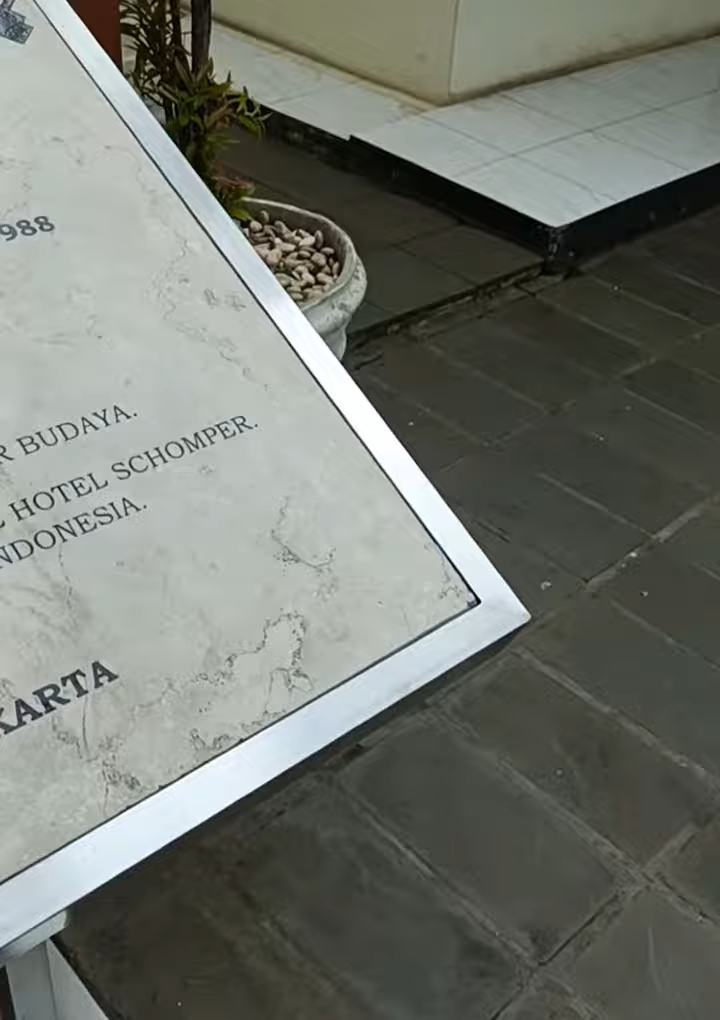 988
R BUDAYA.
L HOTEL SCHOMPER.
NDONESIA.
KARTA